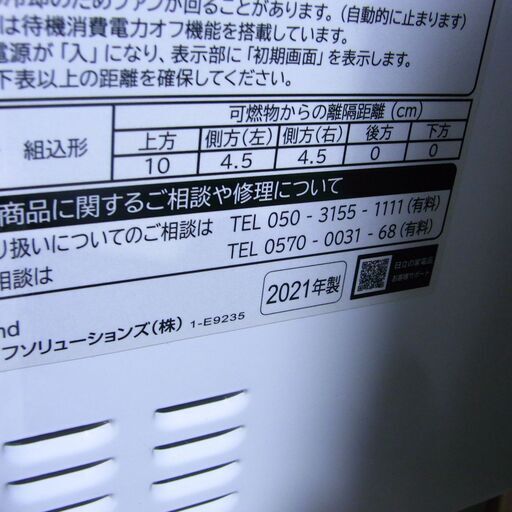 冷却のためファンが回ることがあります。(自動的に止まります)
は待機消費電力オフ機能を搭載しています。
電源が「入」になり、表示部に「初期画面」を表示します。
下表以上の距離を確保してください。
組込形
可燃物からの離隔距離(cm)
上方 側方(左) 側方(右) 後方 下方
10 4.5 4.5 0 0
商品に関するご相談や修理について
り扱いについてのご相談は TEL 050-3155-1111(有料)
相談は TEL 0570-0031-68(有料)
2021年製
日立の家電品
お客様サポート
nd
フソリューションズ(株) 1-E9235